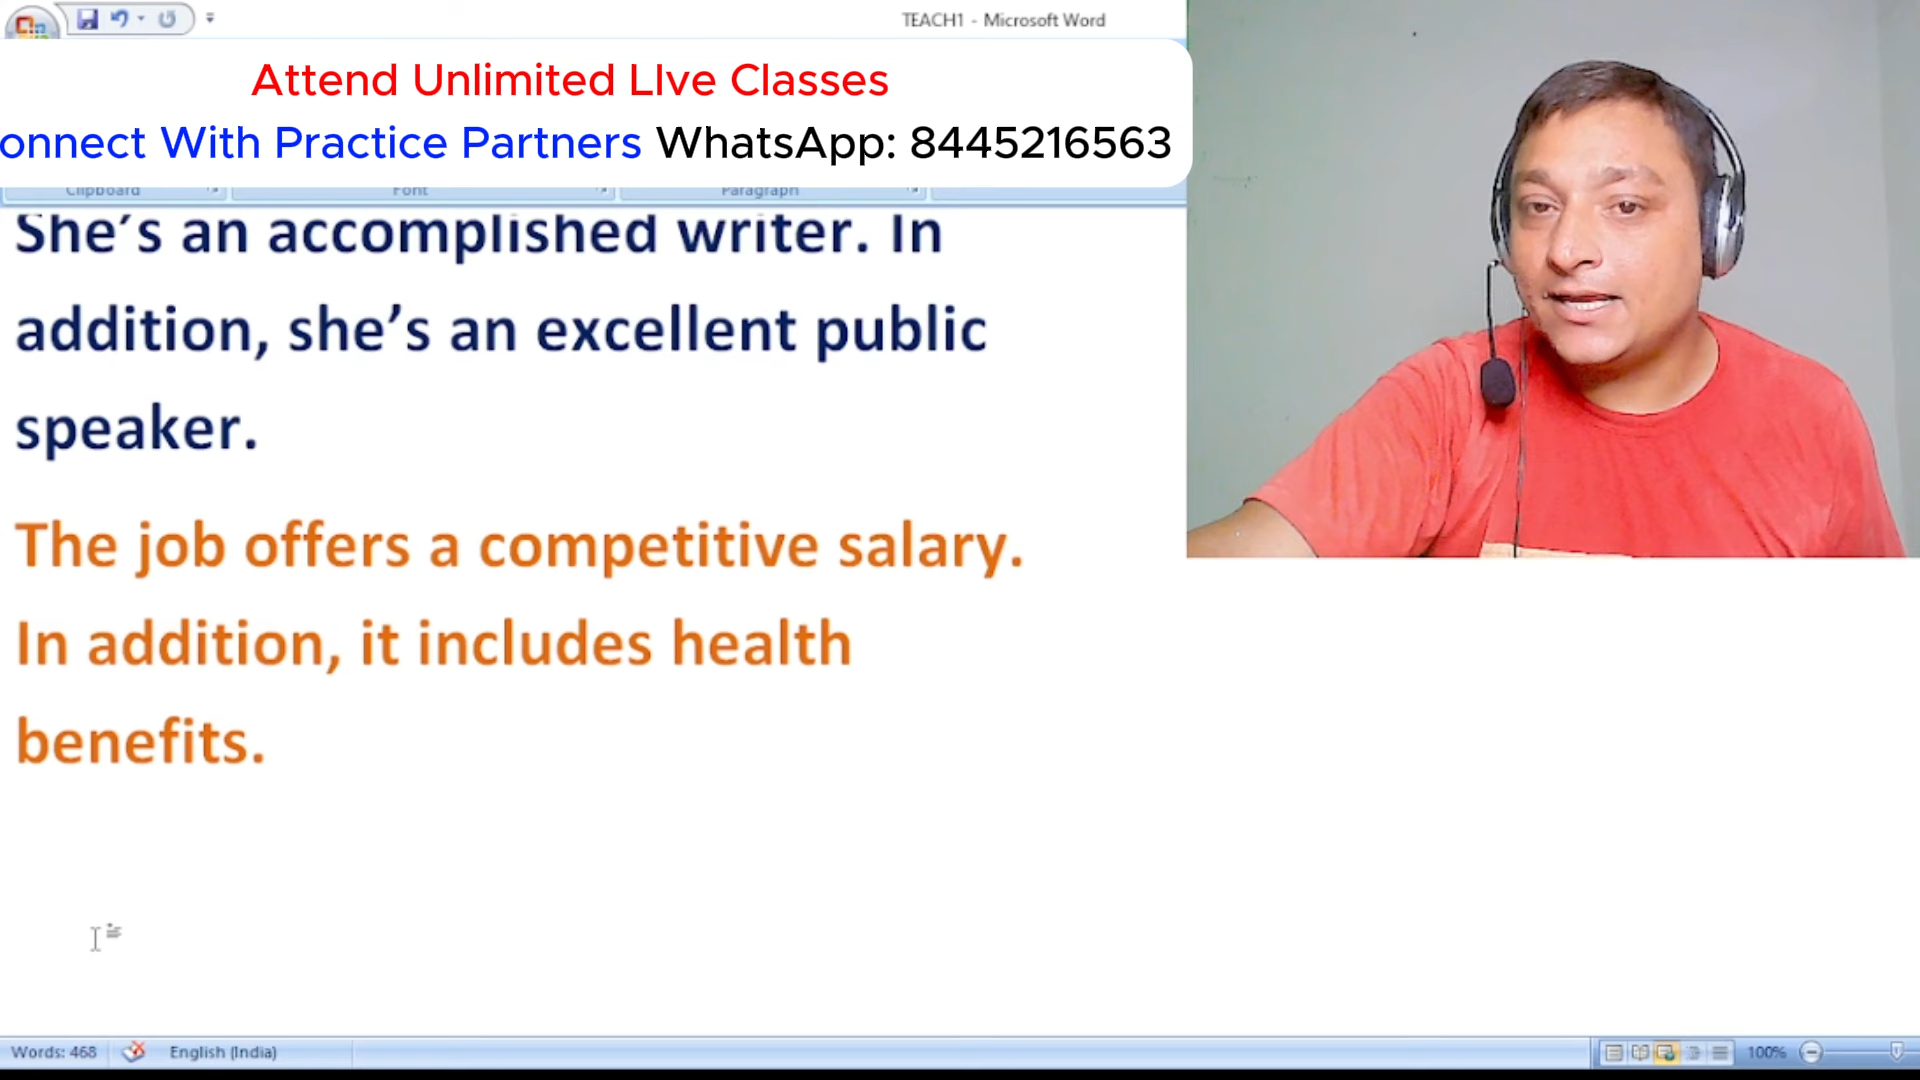 TEACH1 - Microsoft Word
Attend Unlimited LIve Classes
onnect With Practice Partners WhatsApp: 8445216563
Clipboard Font Paragraph
She’s an accomplished writer. In
addition, she’s an excellent public
speaker.
The job offers a competitive salary.
In addition, it includes health
benefits.
Words: 468 English (India) 100%